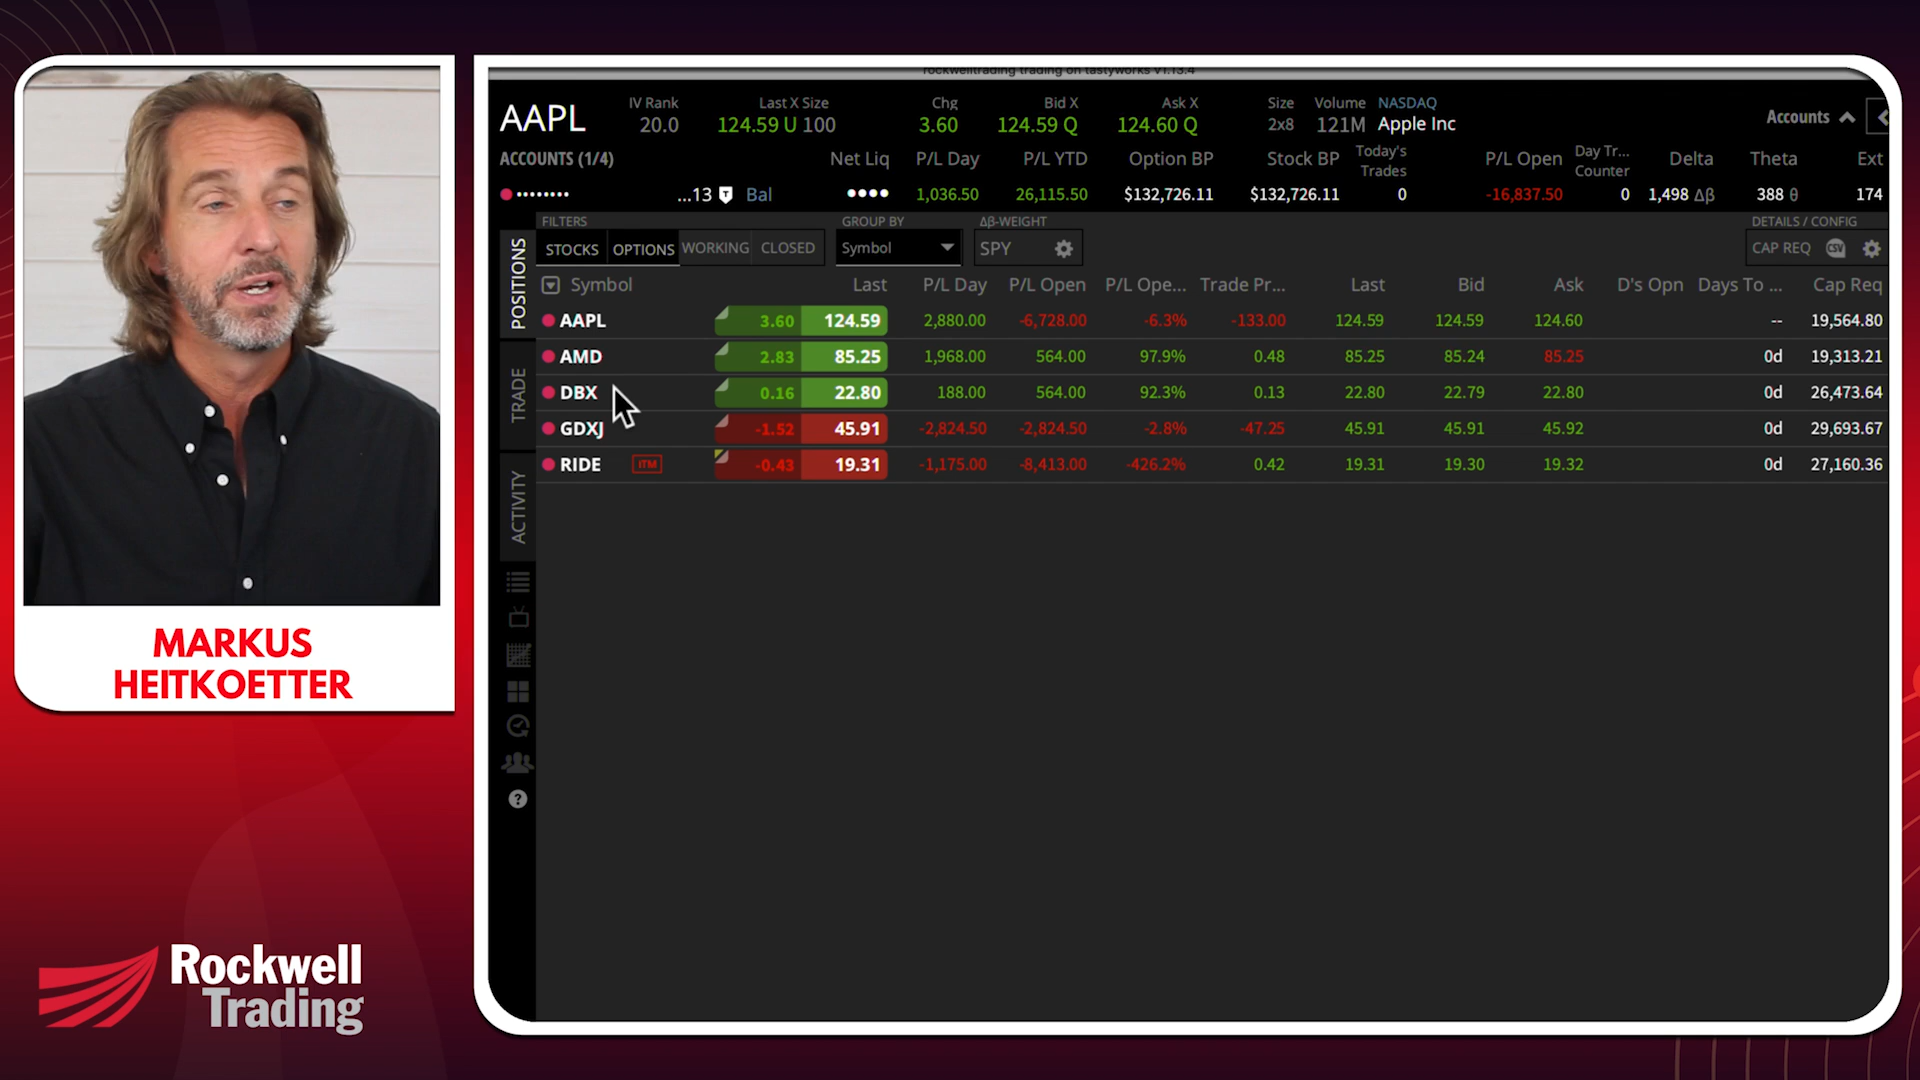 rockwelltrading trading on tastyworks v1.13.4
AAPL
IV Rank
20.0
Last X Size
124.59 U 100
Chg
3.60
Bid X
124.59 Q
Ask X
124.60 Q
Size
2x8
Volume
121M
NASDAQ
Apple Inc
Accounts
ACCOUNTS (1/4) Net Liq P/L Day P/L YTD Option BP Stock BP Today's Trades P/L Open Day Tr... Counter Delta Theta Ext
...13 Bal 1,036.50 26,115.50 $132,726.11 $132,726.11 0 -16,837.50 0 1,498 Δβ 388 θ 174
FILTERS GROUP BY Δβ-WEIGHT DETAILS / CONFIG
STOCKS OPTIONS WORKING CLOSED Symbol SPY CAP REQ CSV
POSITIONS
TRADE
ACTIVITY
Symbol Last P/L Day P/L Open P/L Ope... Trade Pr... Last Bid Ask D's Opn Days To ... Cap Req
AAPL 3.60 124.59 2,880.00 -6,728.00 -6.3% -133.00 124.59 124.59 124.60 -- 19,564.80
AMD 2.83 85.25 1,968.00 564.00 97.9% 0.48 85.25 85.24 85.25 0d 19,313.21
DBX 0.16 22.80 188.00 564.00 92.3% 0.13 22.80 22.79 22.80 0d 26,473.64
GDXJ -1.52 45.91 -2,824.50 -2,824.50 -2.8% -47.25 45.91 45.91 45.92 0d 29,693.67
RIDE ITM -0.43 19.31 -1,175.00 -8,413.00 -426.2% 0.42 19.31 19.30 19.32 0d 27,160.36
?
MARKUS
HEITKOETTER
Rockwell
Trading